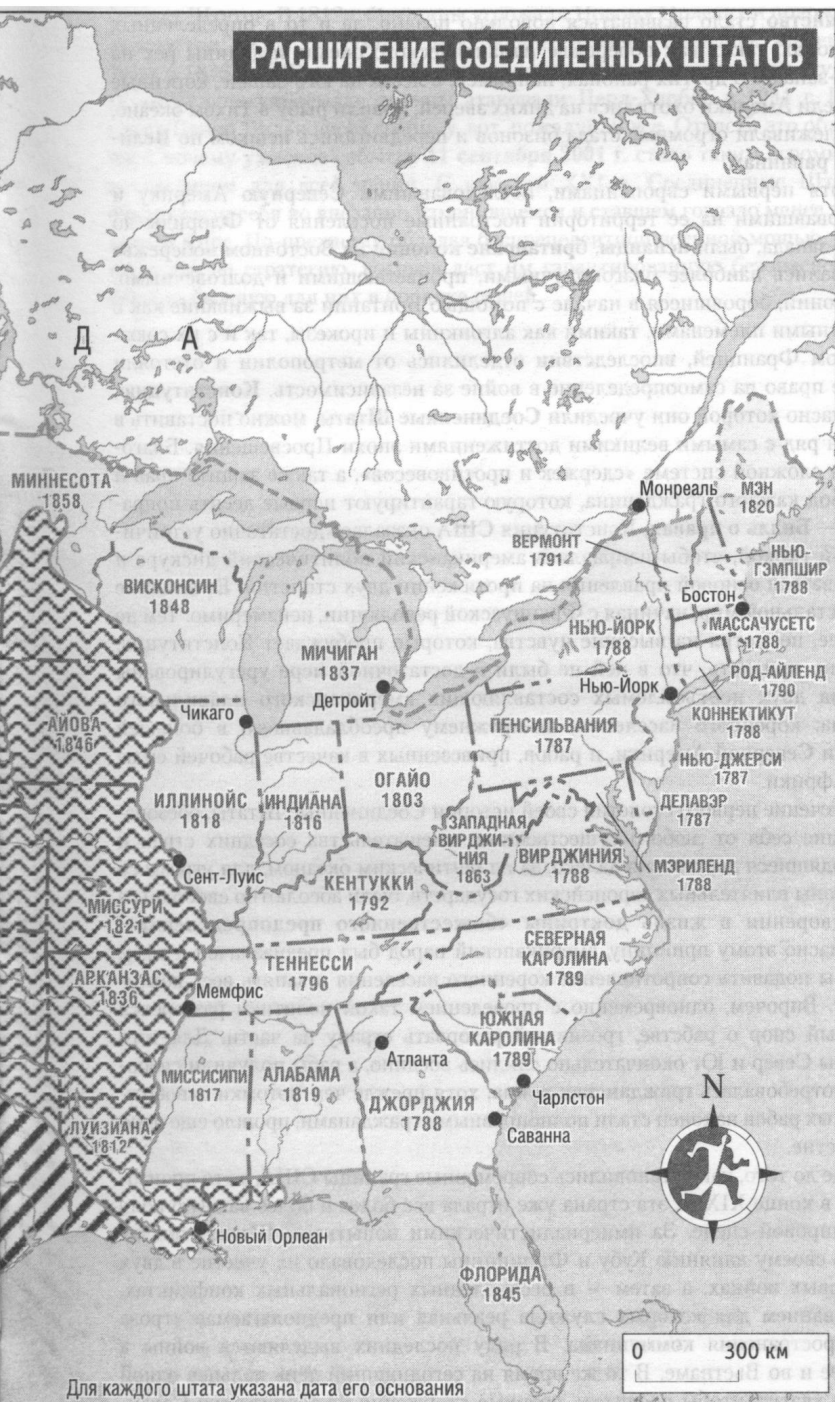 РАСШИРЕНИЕ СОЕДИНЕННЫХ ШТАТОВ
Д А
МИННЕСОТА
1858
Монреаль
МЭН
1820
ВЕРМОНТ
1791
НЬЮ-
ГЭМПШИР
1788
ВИСКОНСИН
1848
Бостон
МАССАЧУСЕТС
1788
НЬЮ-ЙОРК
1788
МИЧИГАН
1837
РОД-АЙЛЕНД
1790
Детройт
Нью-Йорк
КОННЕКТИКУТ
1788
Чикаго
АЙОВА
1846
ПЕНСИЛЬВАНИЯ
1787
НЬЮ-ДЖЕРСИ
1787
ОГАЙО
1803
ИЛЛИНОЙС
1818
ИНДИАНА
1816
ДЕЛАВЭР
1787
ЗАПАДНАЯ
ВИРДЖИ-
НИЯ
1863
ВИРДЖИНИЯ
1788
МЭРИЛЕНД
1788
Сент-Луис
КЕНТУККИ
1792
МИССУРИ
1821
СЕВЕРНАЯ
КАРОЛИНА
1789
ТЕННЕССИ
1796
АРКАНЗАС
1836
Мемфис
ЮЖНАЯ
КАРОЛИНА
1789
Атланта
МИССИСИПИ
1817
АЛАБАМА
1819
Чарлстон
ДЖОРДЖИЯ
1788
Саванна
N
ЛУИЗИАНА
1812
Новый Орлеан
ФЛОРИДА
1845
0 300 км
Для каждого штата указана дата его основания